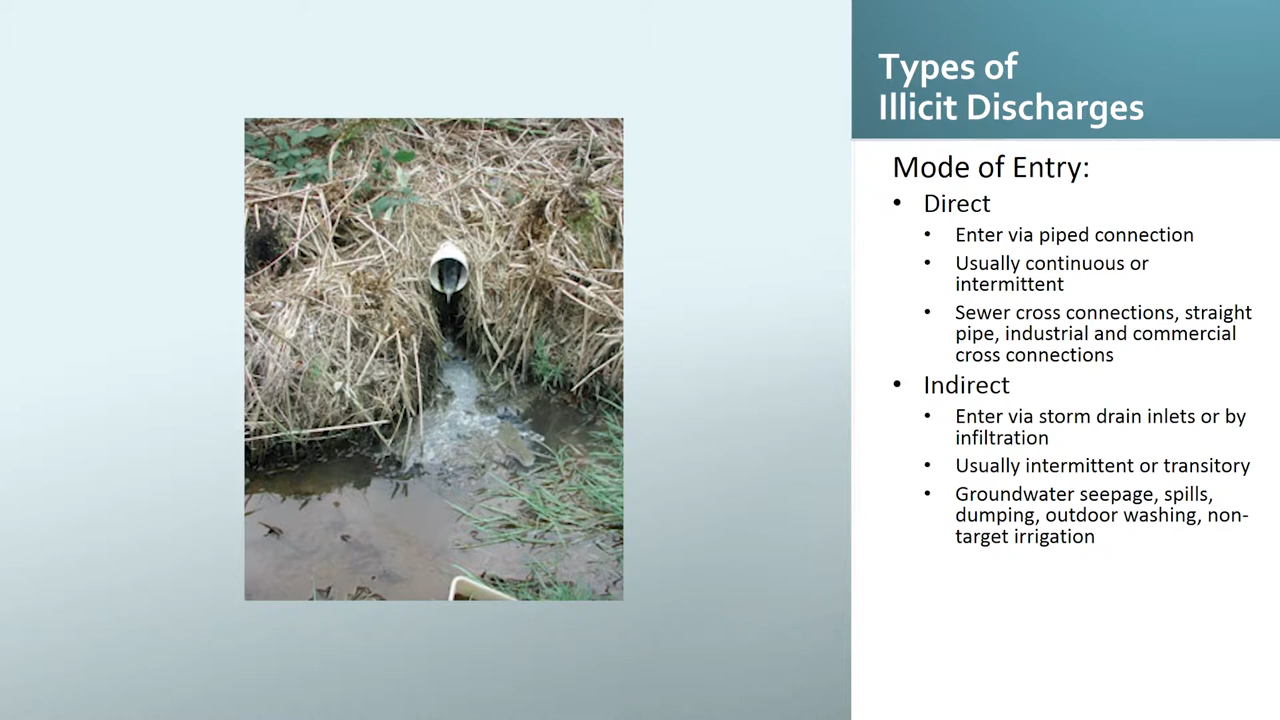 Types of
Illicit Discharges
Mode of Entry:
• Direct
• Enter via piped connection
• Usually continuous or
intermittent
• Sewer cross connections, straight
pipe, industrial and commercial
cross connections
• Indirect
• Enter via storm drain inlets or by
infiltration
• Usually intermittent or transitory
• Groundwater seepage, spills,
dumping, outdoor washing, non-
target irrigation